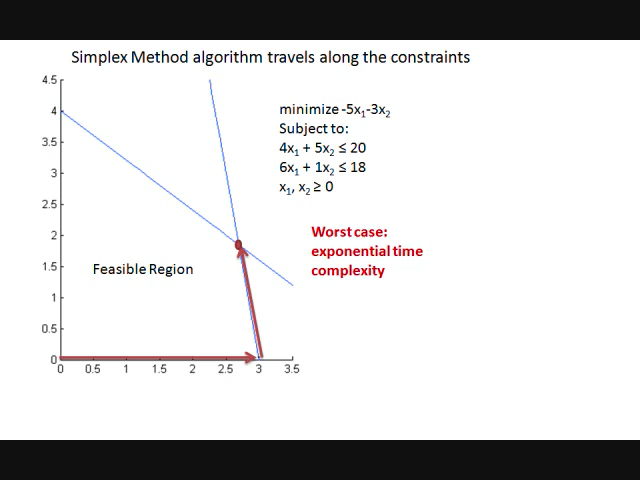 Simplex Method algorithm travels along the constraints
4.5
4
3.5
3
2.5
2
1.5
1
0.5
0
0 0.5 1 1.5 2 2.5 3 3.5
minimize -5x₁-3x₂
Subject to:
4x₁ + 5x₂ ≤ 20
6x₁ + 1x₂ ≤ 18
x₁, x₂ ≥ 0
Worst case:
exponential time
complexity
Feasible Region